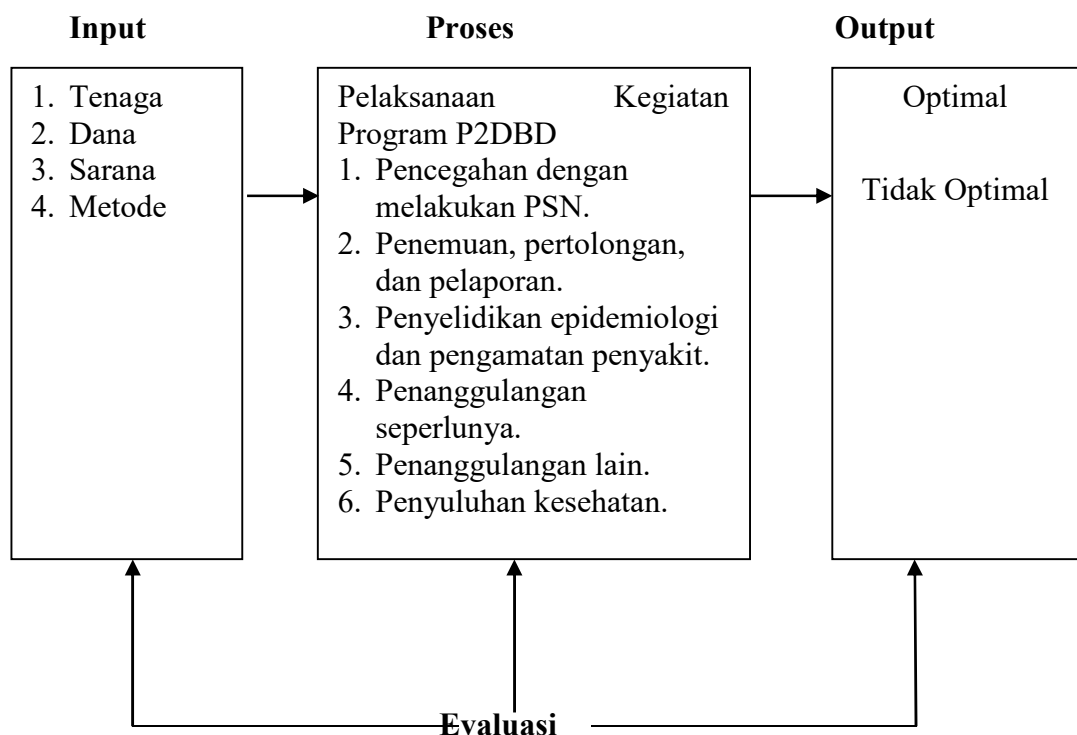 Input Proses Output
1. Tenaga
2. Dana
3. Sarana
4. Metode
Pelaksanaan Kegiatan
Program P2DBD
1. Pencegahan dengan
melakukan PSN.
2. Penemuan, pertolongan,
dan pelaporan.
3. Penyelidikan epidemiologi
dan pengamatan penyakit.
4. Penanggulangan
seperlunya.
5. Penanggulangan lain.
6. Penyuluhan kesehatan.
Optimal
Tidak Optimal
Evaluasi